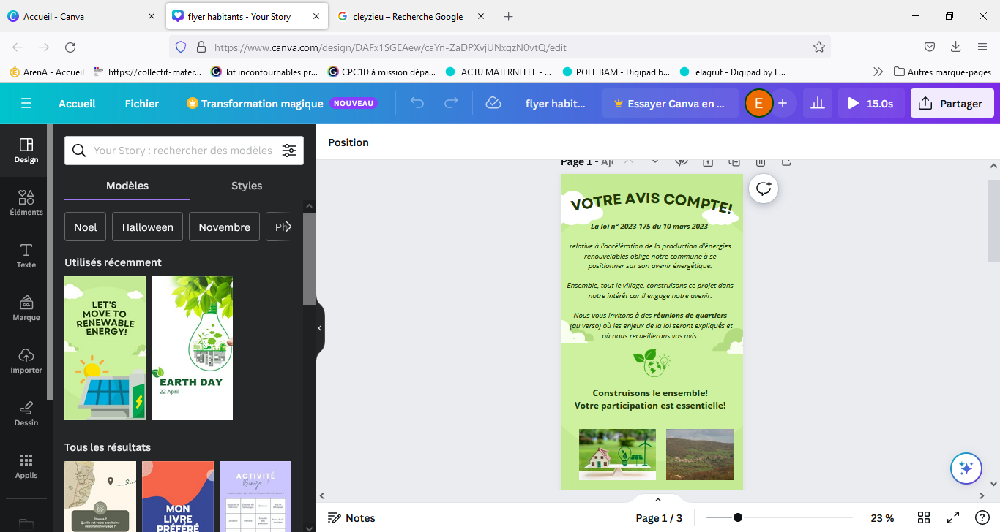 Accueil - Canva
flyer habitants - Your Story
cleyzieu – Recherche Google
https://www.canva.com/design/DAFx1SGEAew/caYn-ZaDPXvjUNxgzN0vtQ/edit
ArenA - Accueil
https://collectif-mater...
kit incontournables pr...
CPC1D à mission dépa...
ACTU MATERNELLE - ...
POLE BAM - Digipad b...
elagrut - Digipad by L...
Autres marque-pages
Accueil
Fichier
Transformation magique
NOUVEAU
flyer habit...
Essayer Canva en ...
E
15.0s
Partager
Design
Éléments
Texte
Marque
Importer
Dessin
Applis
Your Story : rechercher des modèles
Modèles
Styles
Noel
Halloween
Novembre
Utilisés récemment
LET'S
MOVE TO
RENEWABLE
ENERGY!
EARTH DAY
22 April
Tous les résultats
Et vous ?
Quelle est votre prochaine
destination voyage ?
MON
LIVRE
PRÉFÉRÉ
ACTIVITÉ
Bingo !
Position
Page 1 - Aj
VOTRE AVIS COMPTE!
La loi n° 2023-175 du 10 mars 2023
relative à l'accélération de la production d'énergies
renouvelables oblige notre commune à se
positionner sur son avenir énergétique.
Ensemble, tout le village, construisons ce projet dans
notre intérêt car il engage notre avenir.
Nous vous invitons à des réunions de quartiers
(au verso) où les enjeux de la loi seront expliqués et
où nous recueillerons vos avis.
Construisons le ensemble!
Votre participation est essentielle!
Notes
Page 1 / 3
23 %